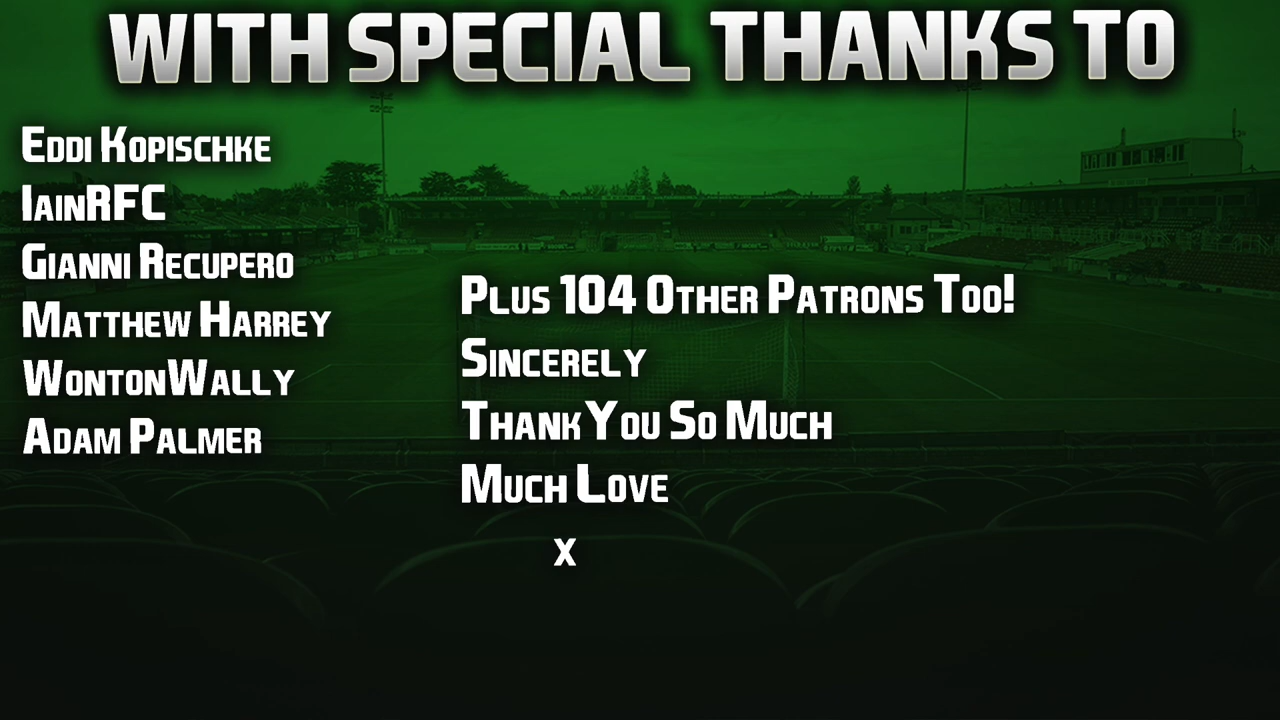 WITH SPECIAL THANKS TO
Eddi Kopischke
IainRFC
Gianni Recupero
Matthew Harrey
WontonWally
Adam Palmer
Plus 104 Other Patrons Too!
Sincerely
Thank You So Much
Much Love
x